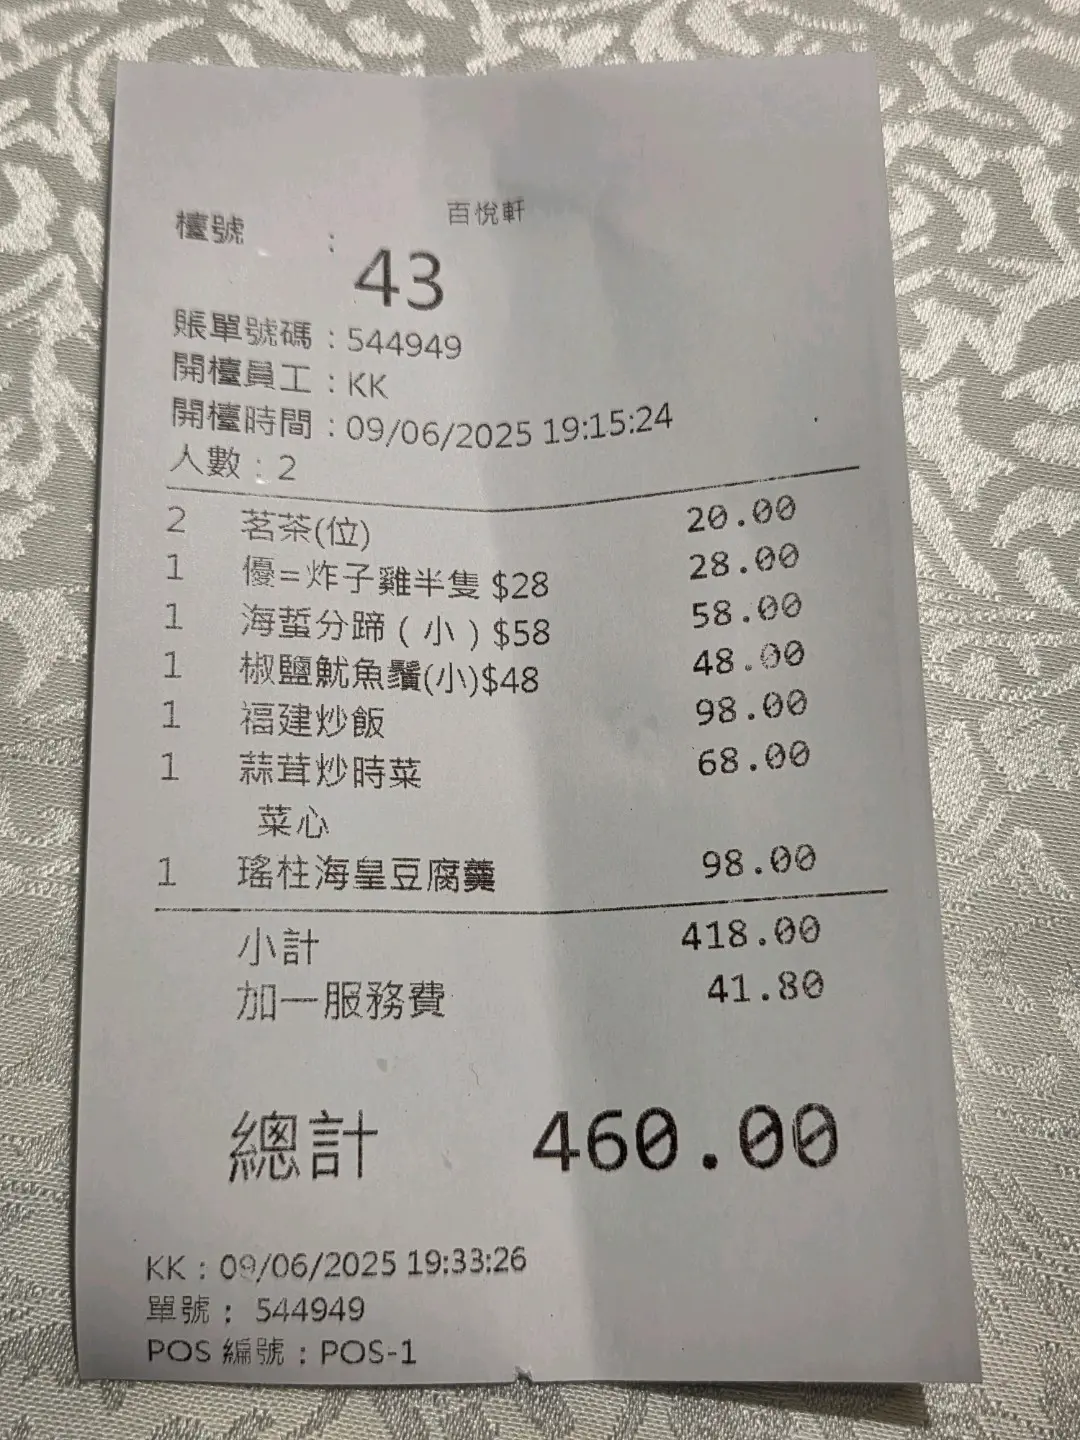 百悅軒
檯號 : 43
賬單號碼 : 544949
開檯員工 : KK
開檯時間 : 09/06/2025 19:15:24
人數 : 2
2 茗茶(位) 20.00
1 優=炸子雞半隻 $28 28.00
1 海蜇分蹄 ( 小 ) $58 58.00
1 椒鹽魷魚鬚(小)$48 48.00
1 福建炒飯 98.00
1 蒜茸炒時菜 68.00
菜心
1 瑤柱海皇豆腐羹 98.00
小計 418.00
加一服務費 41.80
總計 460.00
KK : 09/06/2025 19:33:26
單號 : 544949
POS 編號 : POS-1